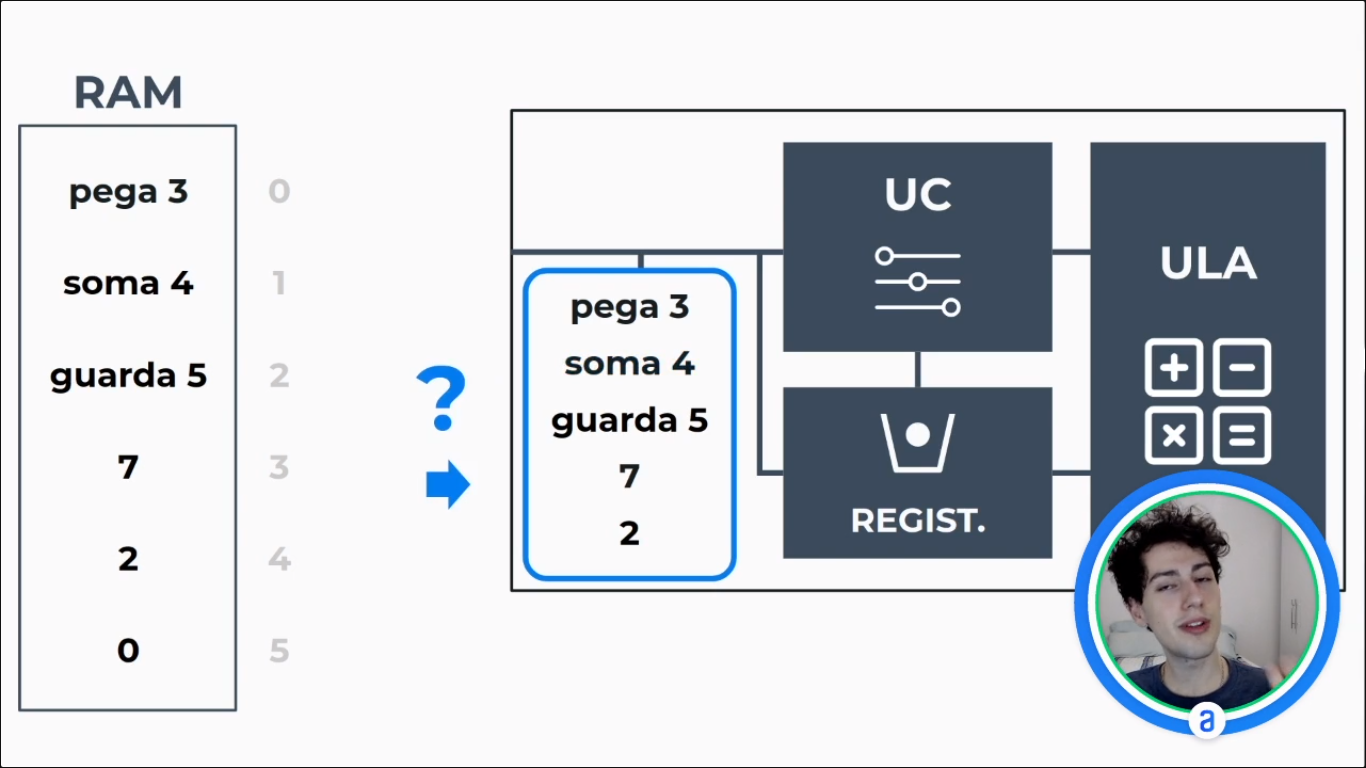 RAM
pega 3 0
soma 4 1
guarda 5 2
7 3
2 4
0 5
?
pega 3
soma 4
guarda 5
7
2
UC
REGIST.
ULA
+ −
× =
a